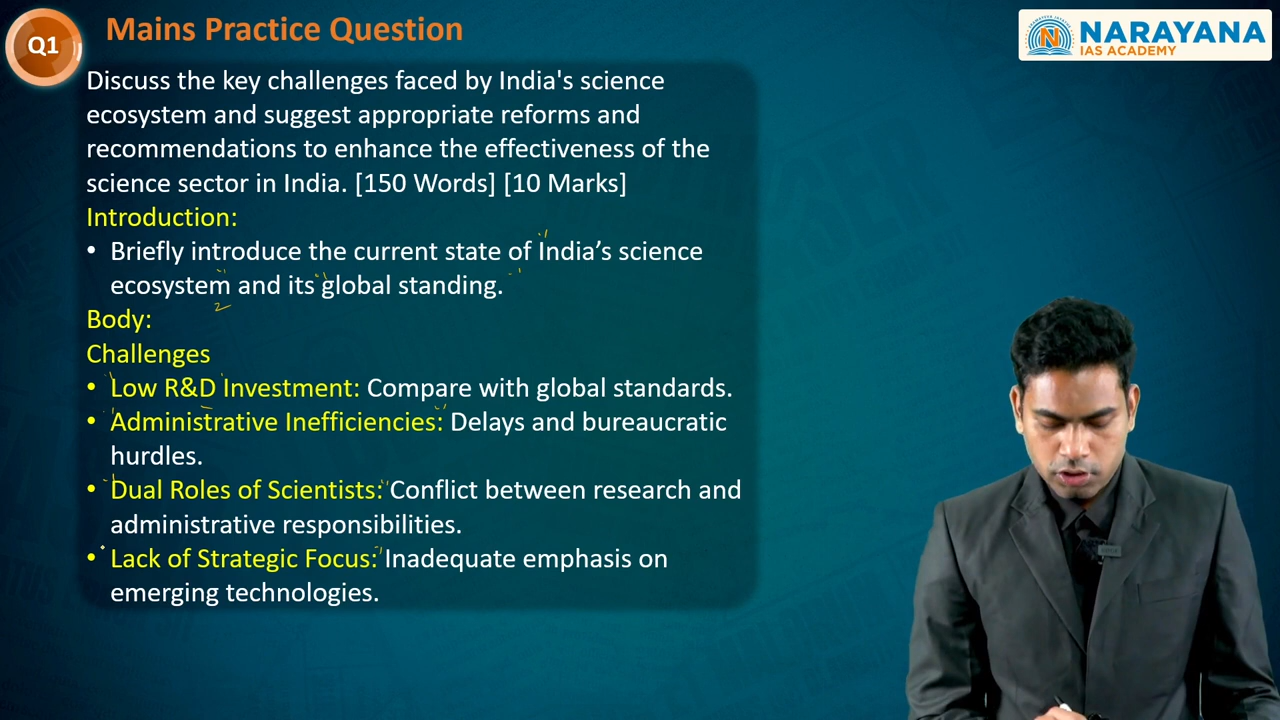 Q1
Mains Practice Question
NARAYANA
IAS ACADEMY
Discuss the key challenges faced by India's science
ecosystem and suggest appropriate reforms and
recommendations to enhance the effectiveness of the
science sector in India. [150 Words] [10 Marks]
Introduction:
• Briefly introduce the current state of India’s science
ecosystem and its global standing.
Body:
Challenges
• Low R&D Investment: Compare with global standards.
• Administrative Inefficiencies: Delays and bureaucratic
hurdles.
• Dual Roles of Scientists: Conflict between research and
administrative responsibilities.
• Lack of Strategic Focus: Inadequate emphasis on
emerging technologies.